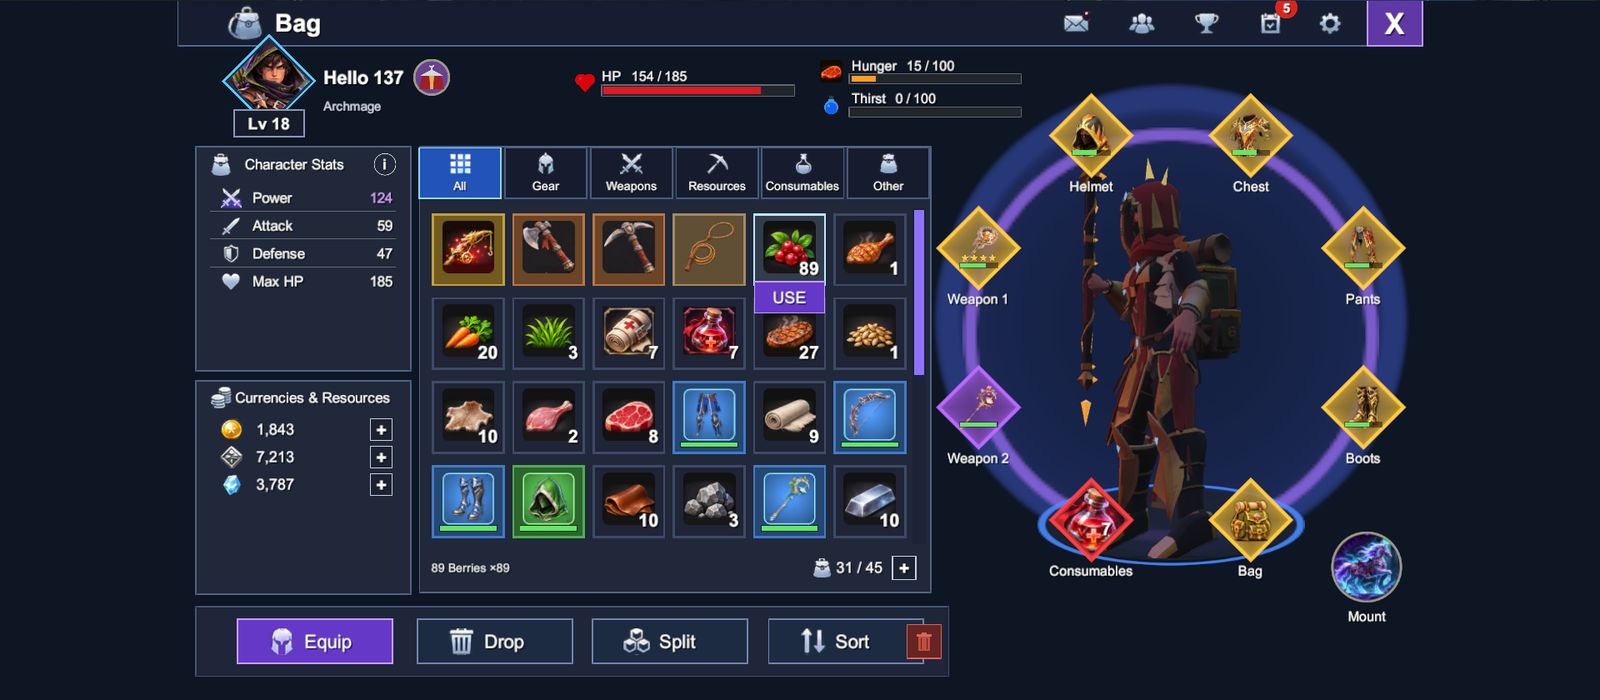 Bag
5
X
Hello 137
Archmage
Lv 18
HP 154 / 185
Hunger 15 / 100
Thirst 0 / 100
Character Stats
i
Power 124
Attack 59
Defense 47
Max HP 185
Currencies & Resources
1,843 +
7,213 +
3,787 +
All
Gear
Weapons
Resources
Consumables
Other
89
1
USE
20
3
7
7
27
1
10
2
8
9
10
3
10
89 Berries ×89
31 / 45 +
Helmet
Chest
Weapon 1
Pants
Weapon 2
Boots
7
Consumables
Bag
Mount
Equip
Drop
Split
Sort